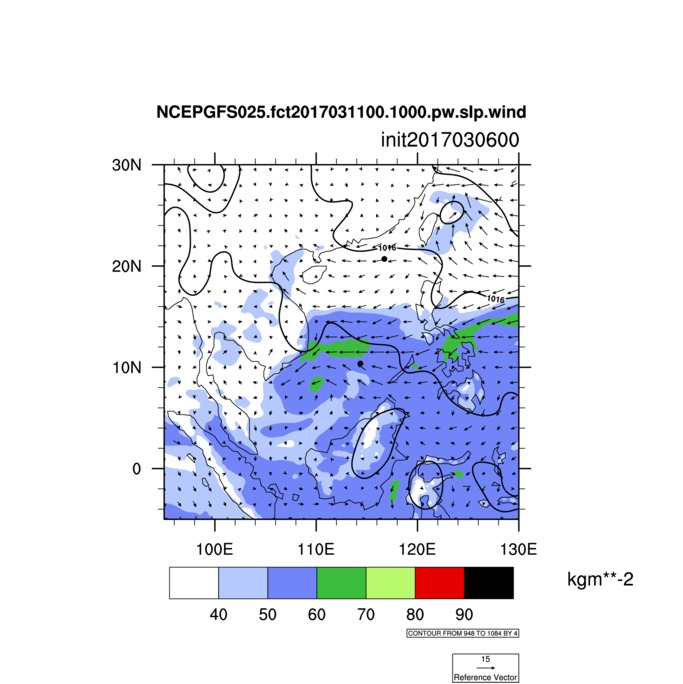 NCEPGFS025.fct2017031100.1000.pw.slp.wind
init2017030600
30N
1016
20N
1016
10N
0
100E 110E 120E 130E
kgm**-2
40 50 60 70 80 90
CONTOUR FROM 948 TO 1084 BY 4
15
Reference Vector